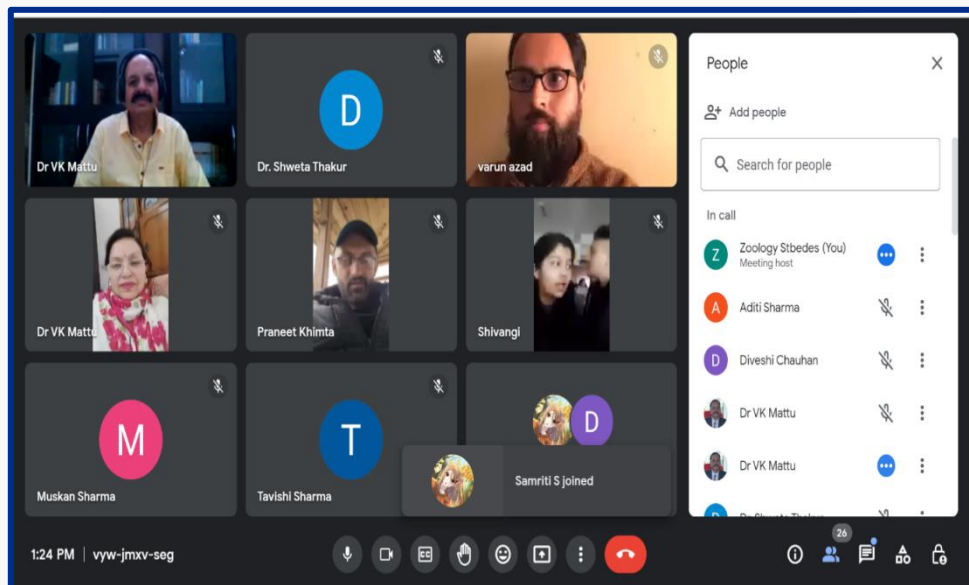 Dr VK Mattu
D
Dr. Shweta Thakur
varun azad
Dr VK Mattu
Praneet Khimta
Shivangi
M
Muskan Sharma
T
Tavishi Sharma
D
Samriti S joined
People
Add people
Search for people
In call
Z
Zoology Stbedes (You)
Meeting host
A
Aditi Sharma
D
Diveshi Chauhan
Dr VK Mattu
Dr VK Mattu
1:24 PM | vyw-jmxv-seg
CC
26